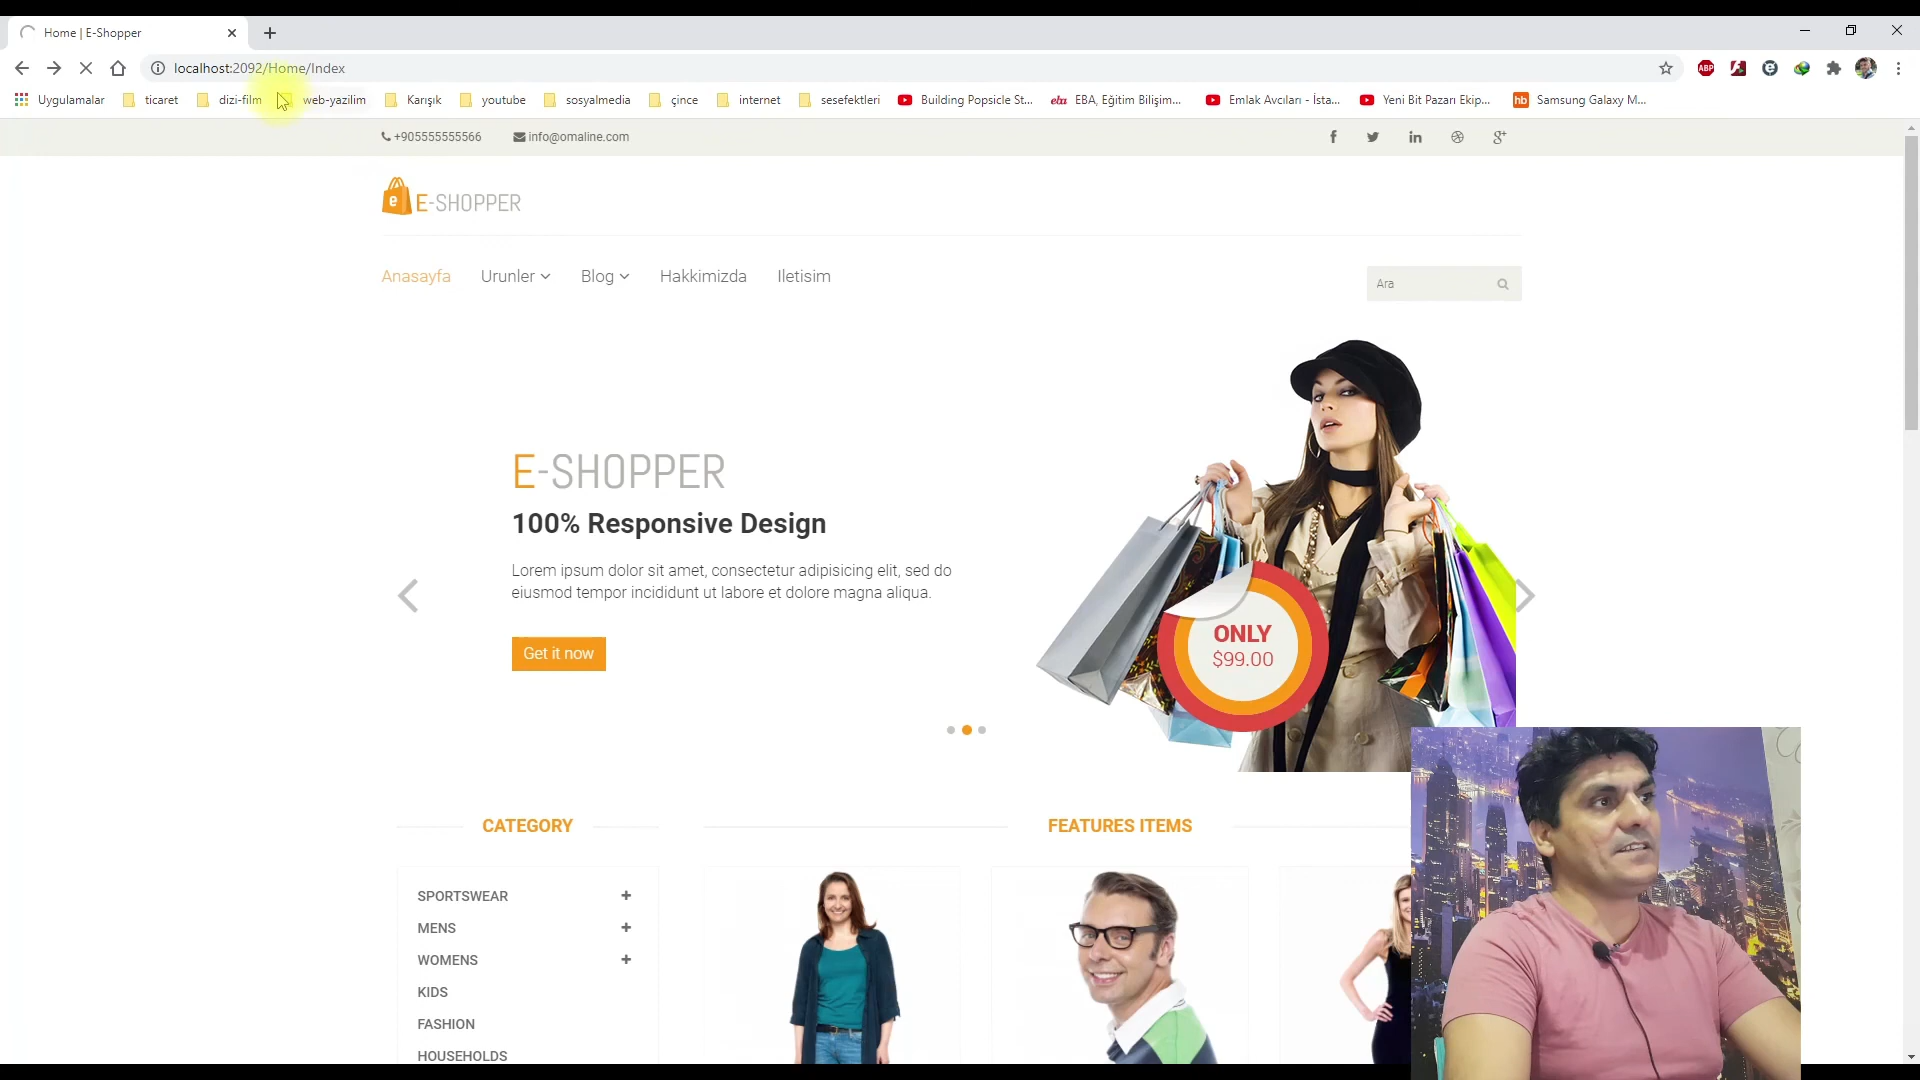 Home | E-Shopper
localhost:2092/Home/Index
ABP
Uygulamalar ticaret dizi-film web-yazilim Karışık youtube sosyalmedia çince internet sesefektleri Building Popsicle St... eba EBA, Eğitim Bilişim... Emlak Avcıları - İsta... Yeni Bit Pazarı Ekip... hb Samsung Galaxy M...
+905555555566 info@omaline.com
e E-SHOPPER
Anasayfa Urunler Blog Hakkimizda Iletisim
Ara
E-SHOPPER
100% Responsive Design
Lorem ipsum dolor sit amet, consectetur adipisicing elit, sed do
eiusmod tempor incididunt ut labore et dolore magna aliqua.
Get it now
ONLY
$99.00
CATEGORY
FEATURES ITEMS
SPORTSWEAR +
MENS +
WOMENS +
KIDS
FASHION
HOUSEHOLDS